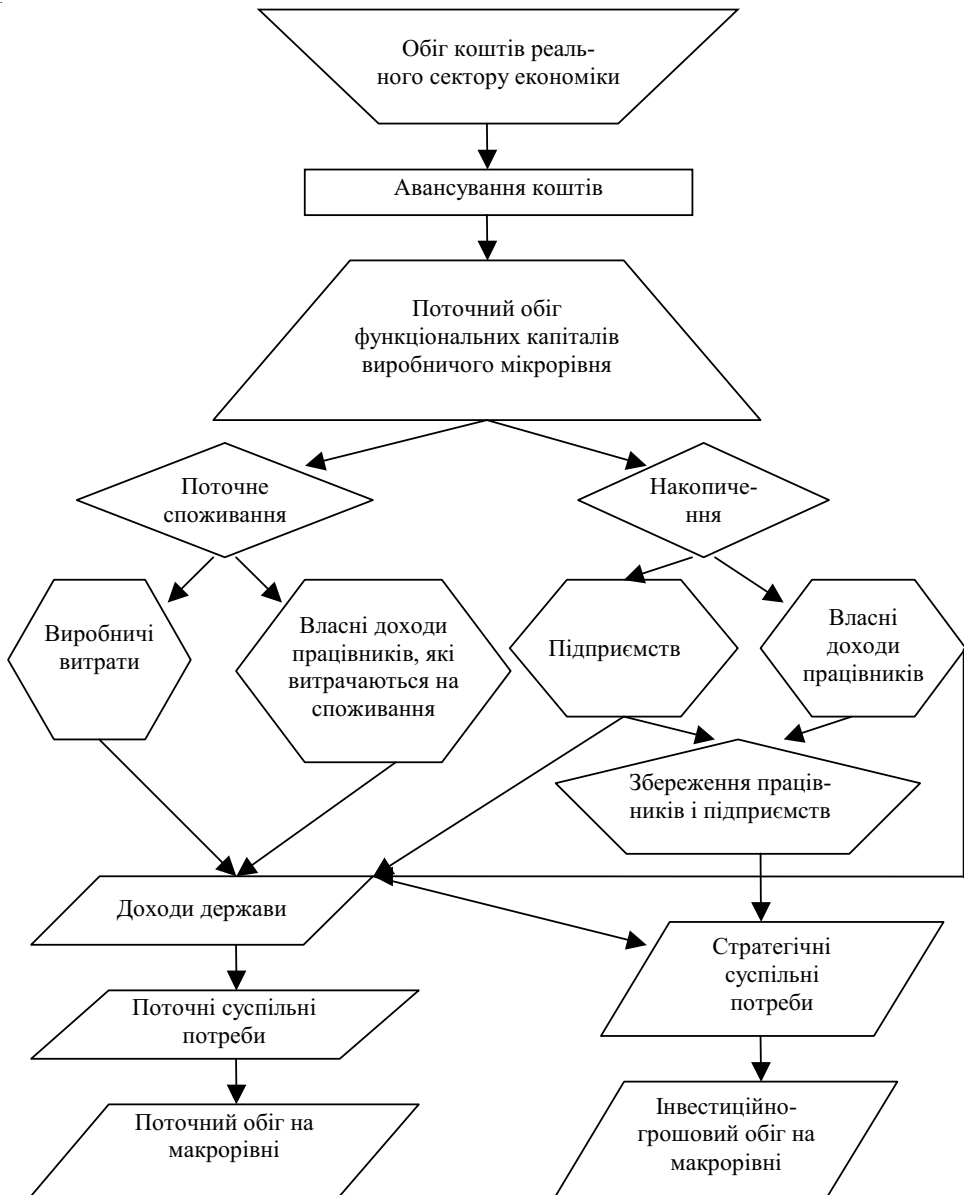 Обіг коштів реаль-
ного сектору економіки
Авансування коштів
Поточний обіг
функціональних капіталів
виробничого мікрорівня
Поточне
споживання
Накопиче-
ння
Виробничі
витрати
Власні доходи
працівників, які
витрачаються на
споживання
Підприємств
Власні
доходи
працівників
Збереження праців-
ників і підприємств
Доходи держави
Стратегічні
суспільні
потреби
Поточні суспільні
потреби
Поточний обіг на
макрорівні
Інвестиційно-
грошовий обіг на
макрорівні